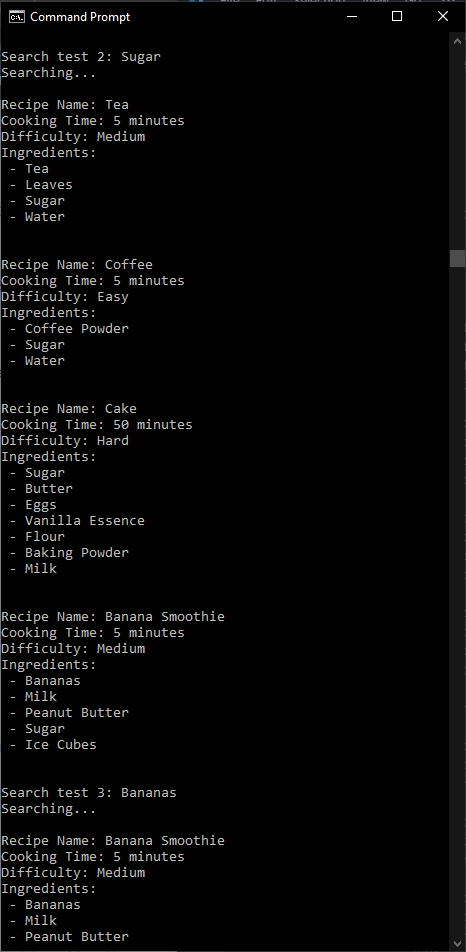 Command Prompt
Search test 2: Sugar
Searching...
Recipe Name: Tea
Cooking Time: 5 minutes
Difficulty: Medium
Ingredients:
- Tea
- Leaves
- Sugar
- Water
Recipe Name: Coffee
Cooking Time: 5 minutes
Difficulty: Easy
Ingredients:
- Coffee Powder
- Sugar
- Water
Recipe Name: Cake
Cooking Time: 50 minutes
Difficulty: Hard
Ingredients:
- Sugar
- Butter
- Eggs
- Vanilla Essence
- Flour
- Baking Powder
- Milk
Recipe Name: Banana Smoothie
Cooking Time: 5 minutes
Difficulty: Medium
Ingredients:
- Bananas
- Milk
- Peanut Butter
- Sugar
- Ice Cubes
Search test 3: Bananas
Searching...
Recipe Name: Banana Smoothie
Cooking Time: 5 minutes
Difficulty: Medium
Ingredients:
- Bananas
- Milk
- Peanut Butter